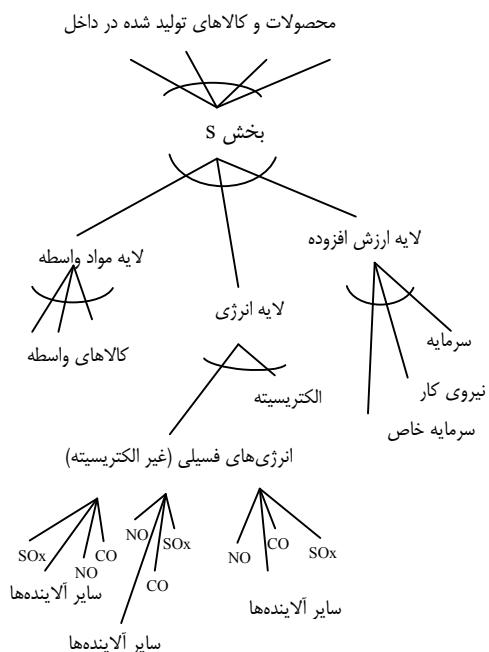 محصولات و کالاهای تولید شده در داخل
بخش S
لایه ارزش افزوده
لایه مواد واسطه
لایه انرژی
سرمایه
کالاهای واسطه
نیروی کار
الکتریسیته
سرمایه خاص
انرژی‌های فسیلی (غیر الکتریسیته)
SOx
NO
CO
سایر آلاینده‌ها
NO
SOx
CO
سایر آلاینده‌ها
NO
CO
SOx
سایر آلاینده‌ها